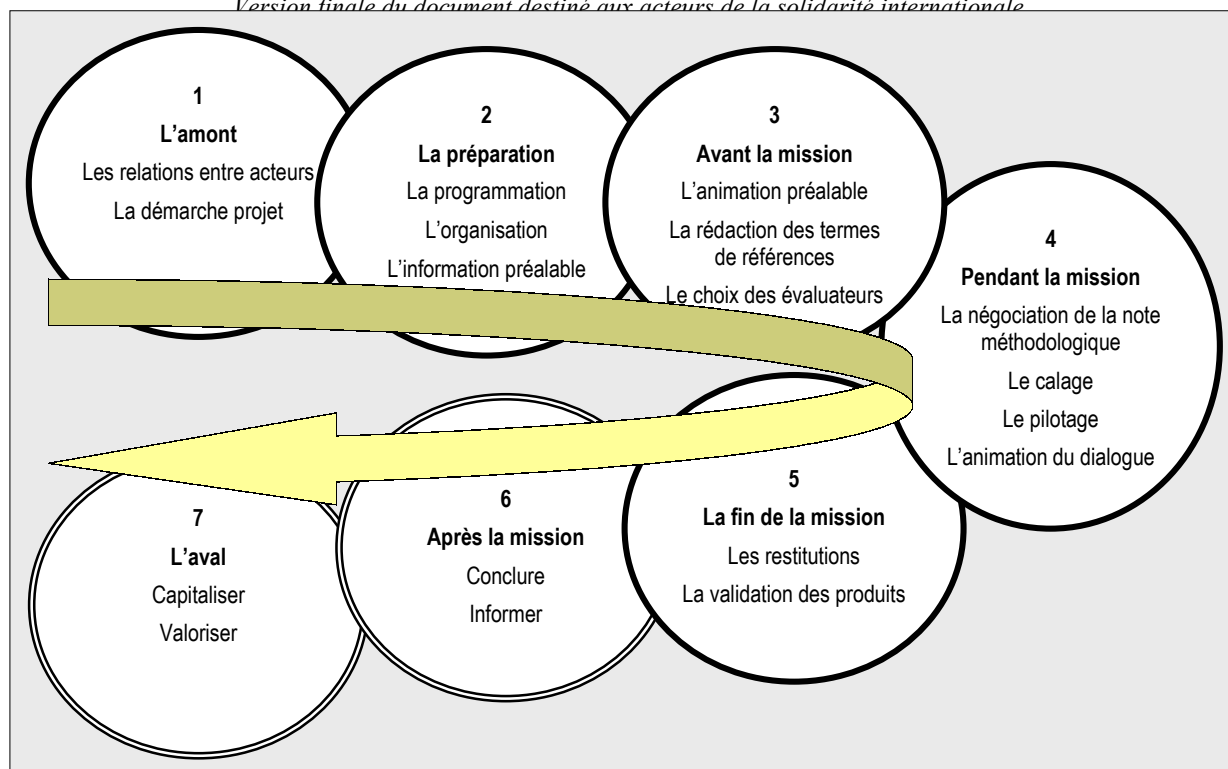 Version finale du document destiné aux acteurs de la solidarité internationale
1
L’amont
Les relations entre acteurs
La démarche projet
2
La préparation
La programmation
L’organisation
L’information préalable
3
Avant la mission
L’animation préalable
La rédaction des termes
de références
Le choix des évaluateurs
4
Pendant la mission
La négociation de la note
méthodologique
Le calage
Le pilotage
L’animation du dialogue
5
La fin de la mission
Les restitutions
La validation des produits
6
Après la mission
Conclure
Informer
7
L’aval
Capitaliser
Valoriser